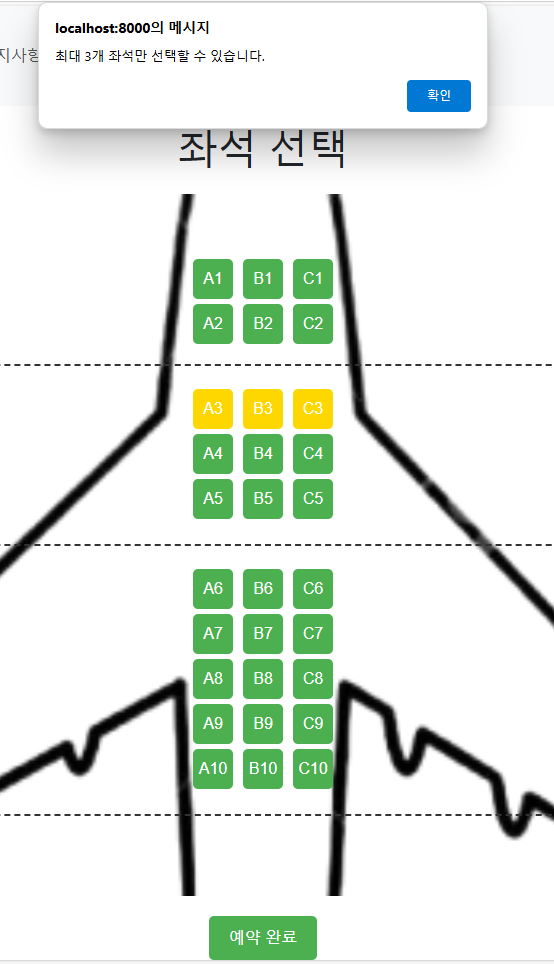 localhost:8000의 메시지
최대 3개 좌석만 선택할 수 있습니다.
확인
지사항
좌석 선택
A1 B1 C1
A2 B2 C2
A3 B3 C3
A4 B4 C4
A5 B5 C5
A6 B6 C6
A7 B7 C7
A8 B8 C8
A9 B9 C9
A10 B10 C10
예약 완료